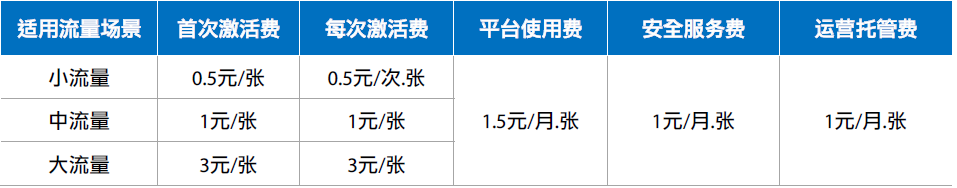 适用流量场景 首次激活费 每次激活费 平台使用费 安全服务费 运营托管费
小流量 0.5元/张 0.5元/次.张
中流量 1元/张 1元/张 1.5元/月.张 1元/月.张 1元/月.张
大流量 3元/张 3元/张